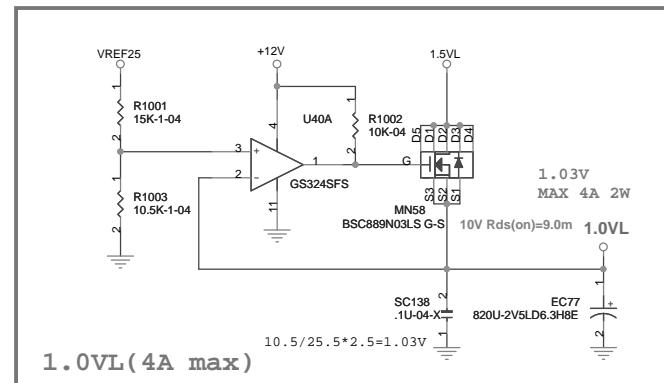 VREF25
+12V
1.5VL
1
R1001
15K-1-04
2
U40A
1
R1002
10K-04
2
4
3
+
2
-
1
11
GS324SFS
1
R1003
10.5K-1-04
2
D5
D1
D2
D3
D4
G
S3
S2
S1
MN58
BSC889N03LS G-S
1.03V
MAX 4A 2W
10V Rds(on)=9.0m
1.0VL
SC138
.1U-04-X
2
1
EC77
820U-2V5LD6.3H8E
1
+
2
10.5/25.5*2.5=1.03V
1.0VL(4A max)